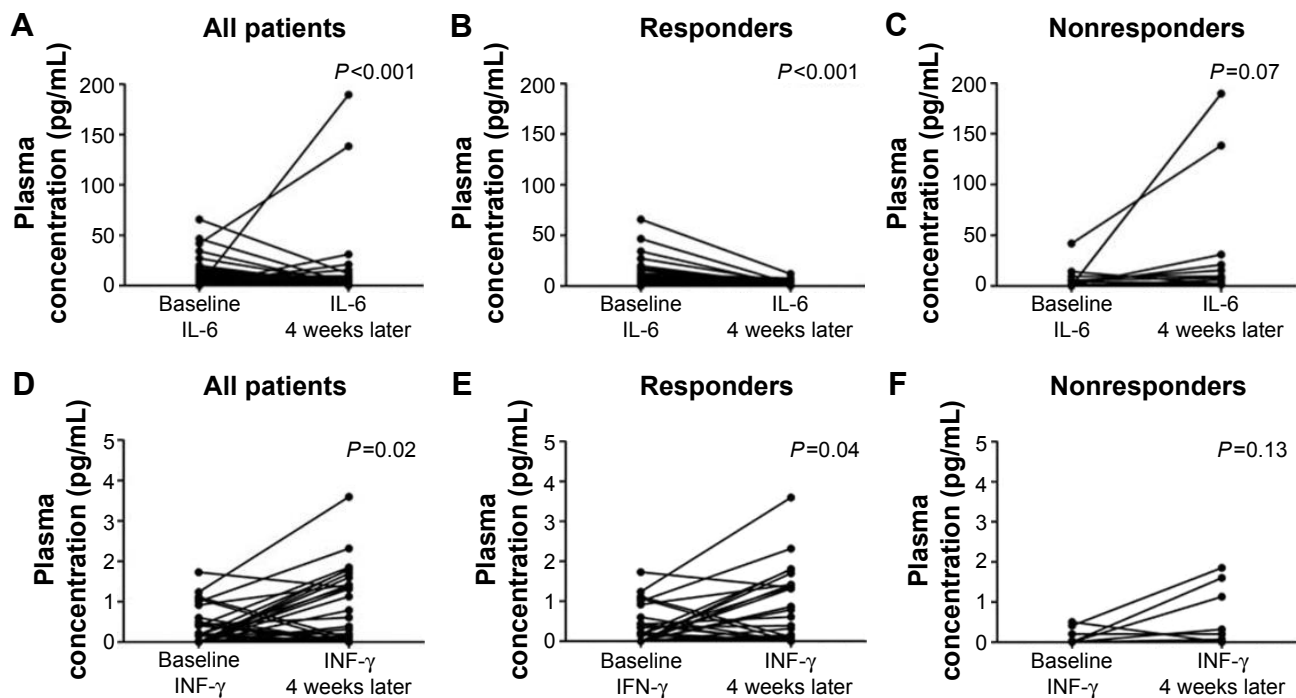 A All patients
Plasma
concentration (pg/mL)
P<0.001
200
150
100
50
0
Baseline IL-6
IL-6 4 weeks later
B Responders
Plasma
concentration (pg/mL)
P<0.001
200
150
100
50
0
Baseline IL-6
IL-6 4 weeks later
C Nonresponders
Plasma
concentration (pg/mL)
P=0.07
200
150
100
50
0
Baseline IL-6
IL-6 4 weeks later
D All patients
Plasma
concentration (pg/mL)
P=0.02
5
4
3
2
1
0
Baseline INF-γ
INF-γ 4 weeks later
E Responders
Plasma
concentration (pg/mL)
P=0.04
5
4
3
2
1
0
Baseline IFN-γ
INF-γ 4 weeks later
F Nonresponders
Plasma
concentration (pg/mL)
P=0.13
5
4
3
2
1
0
Baseline INF-γ
INF-γ 4 weeks later